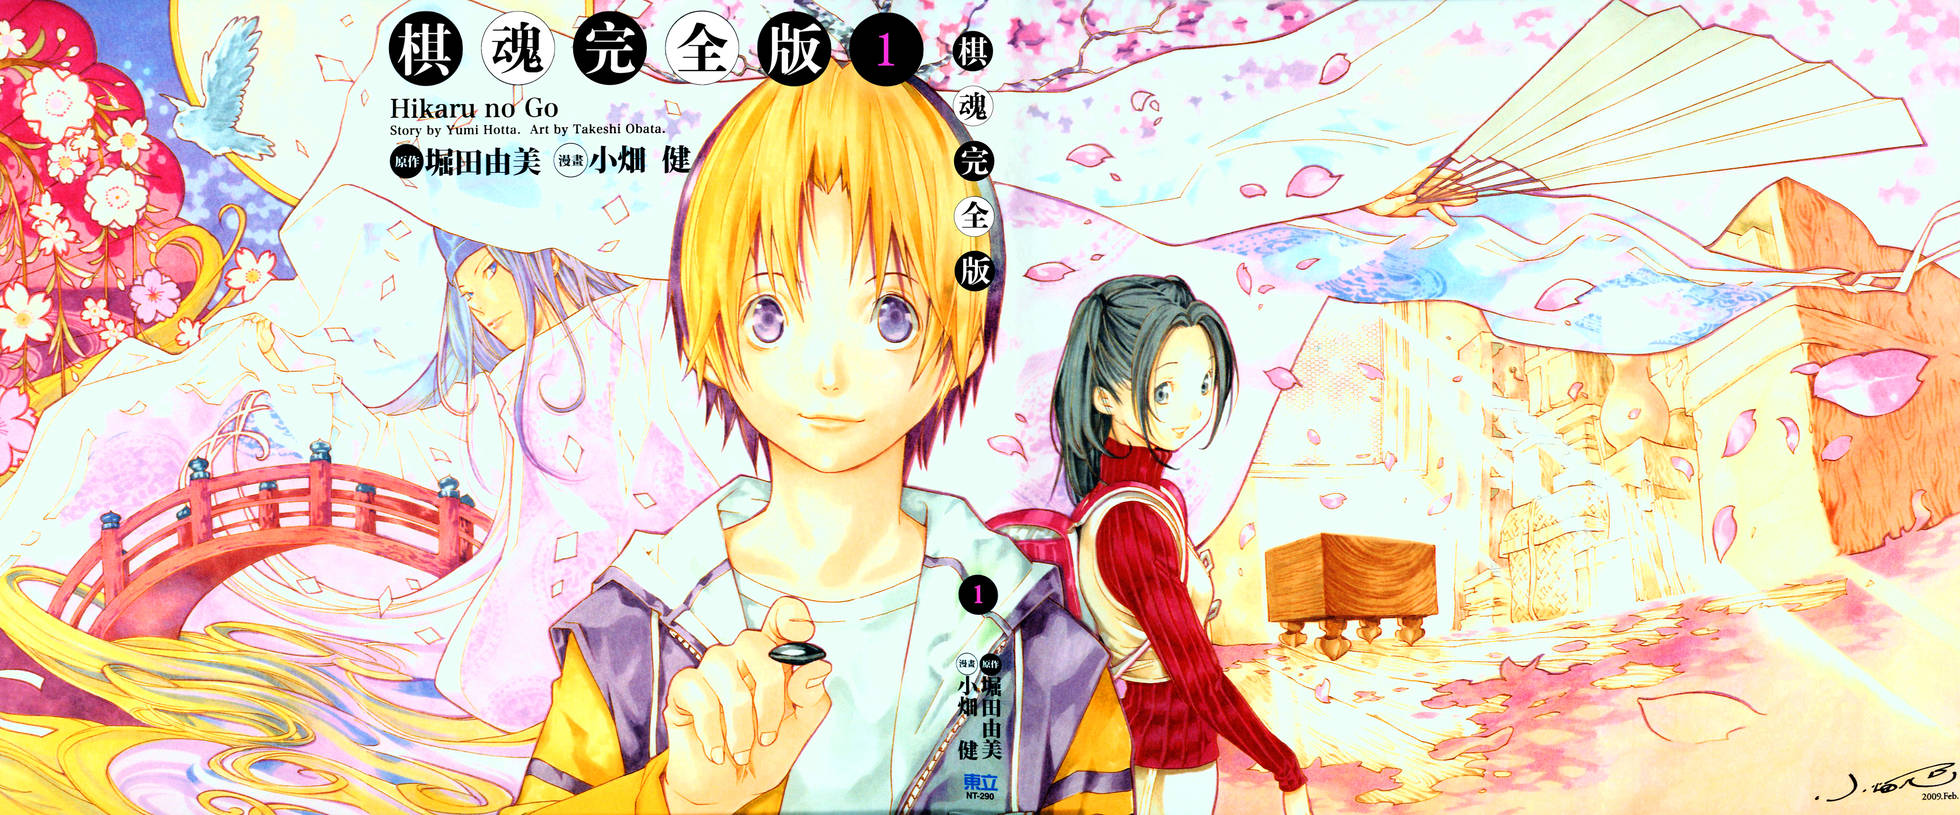 棋魂完全版 1
Hikaru no Go
Story by Yumi Hotta. Art by Takeshi Obata.
原作 堀田由美 漫畫 小畑 健
棋魂完全版
1
原作 堀田由美
漫畫 小畑 健
東立
NT-290
2009.Feb.